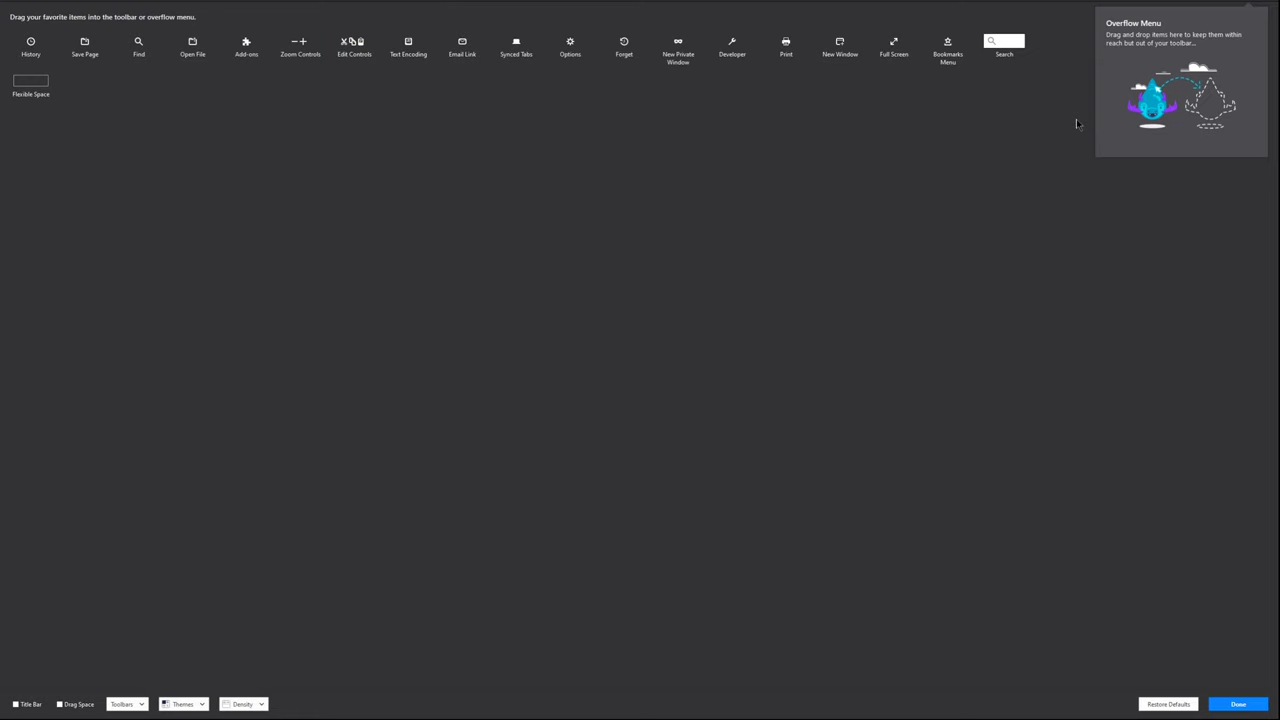 Drag your favorite items into the toolbar or overflow menu.
Overflow Menu
Drag and drop items here to keep them within
reach but out of your toolbar...
History
Save Page
Find
Open File
Add-ons
Zoom Controls
Edit Controls
Text Encoding
Email Link
Synced Tabs
Options
Forget
New Private
Window
Developer
Print
New Window
Full Screen
Bookmarks
Menu
Search
Flexible Space
Title Bar
Drag Space
Toolbars
Themes
Density
Restore Defaults
Done